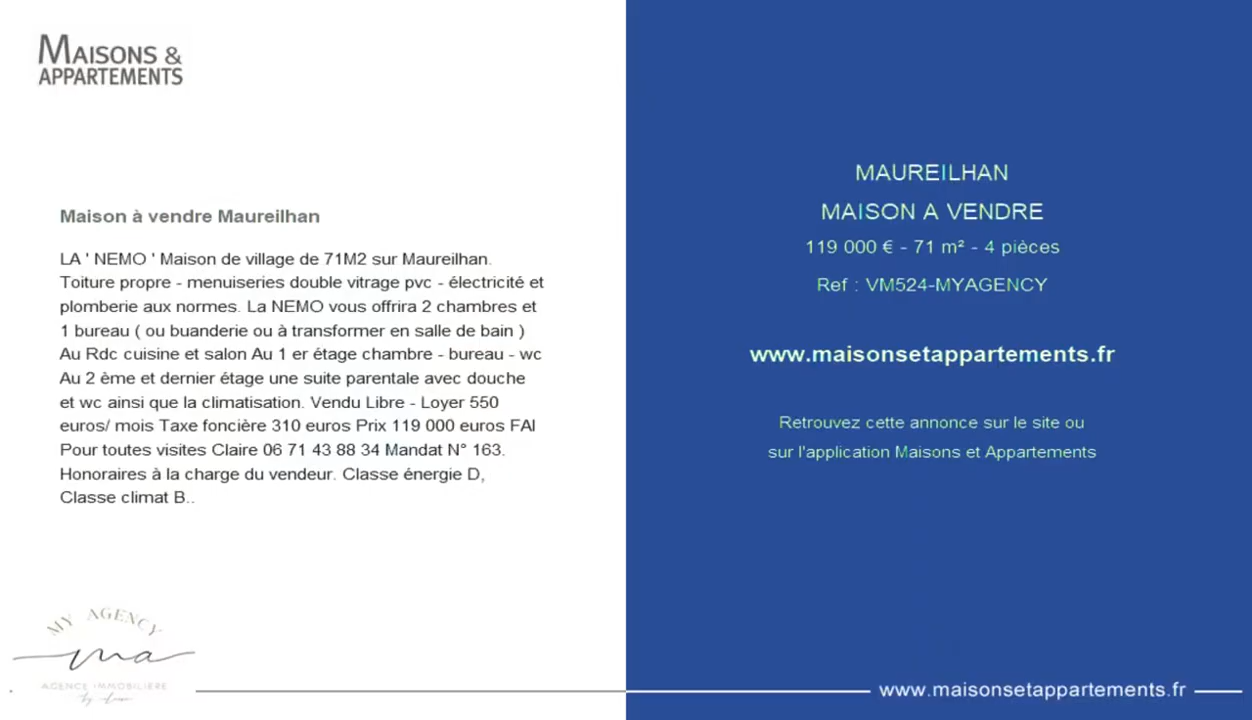 MAISONS &
APPARTEMENTS
Maison à vendre Maureilhan
LA ' NEMO ' Maison de village de 71M2 sur Maureilhan.
Toiture propre - menuiseries double vitrage pvc - électricité et
plomberie aux normes. La NEMO vous offrira 2 chambres et
1 bureau ( ou buanderie ou à transformer en salle de bain )
Au Rdc cuisine et salon Au 1 er étage chambre - bureau - wc
Au 2 ème et dernier étage une suite parentale avec douche
et wc ainsi que la climatisation. Vendu Libre - Loyer 550
euros/ mois Taxe foncière 310 euros Prix 119 000 euros FAI
Pour toutes visites Claire 06 71 43 88 34 Mandat N° 163.
Honoraires à la charge du vendeur. Classe énergie D,
Classe climat B..
MY AGENCY
ma
AGENCE IMMOBILIÈRE
MAUREILHAN
MAISON A VENDRE
119 000 € - 71 m² - 4 pièces
Ref : VM524-MYAGENCY
www.maisonsetappartements.fr
Retrouvez cette annonce sur le site ou
sur l'application Maisons et Appartements
www.maisonsetappartements.fr